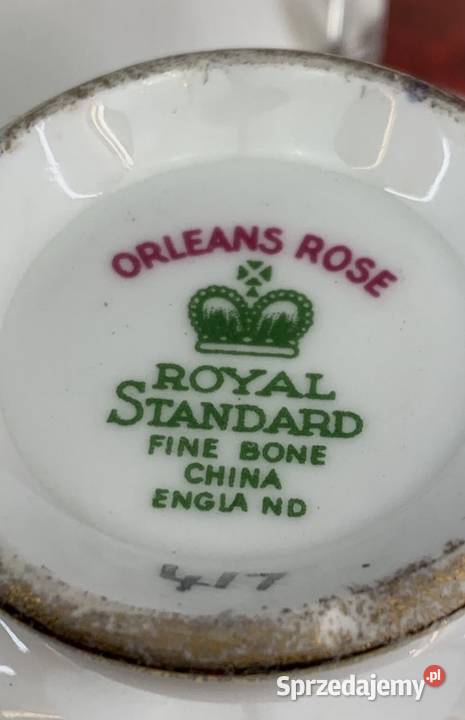 ORLEANS ROSE
ROYAL
STANDARD
FINE BONE
CHINA
ENGLA ND
417
Sprzedajemy.pl